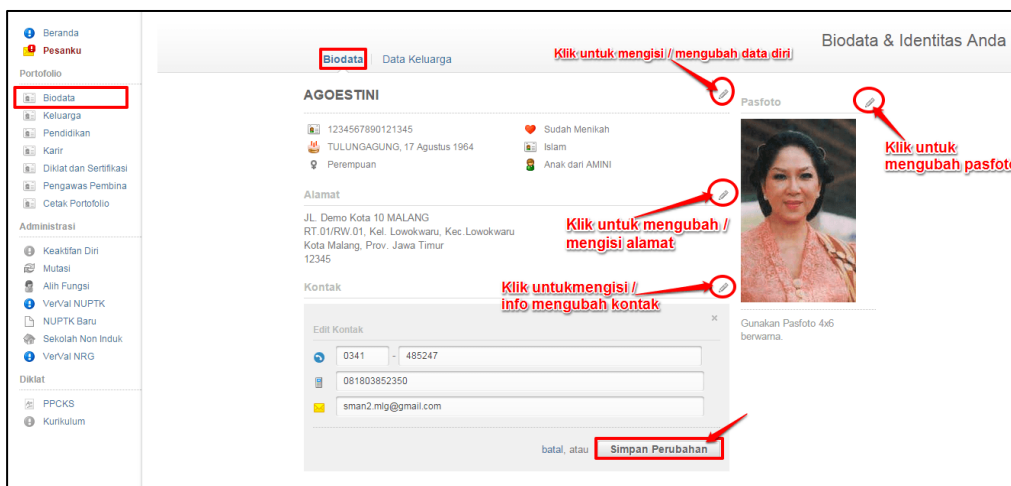 Beranda
Pesanku
Portofolio
Biodata
Keluarga
Pendidikan
Karir
Diklat dan Sertifikasi
Pengawas Pembina
Cetak Portofolio
Administrasi
Keaktifan Diri
Mutasi
Alih Fungsi
VerVal NUPTK
NUPTK Baru
Sekolah Non Induk
VerVal NRG
Diklat
PPCKS
Kurikulum
Biodata & Identitas Anda
Biodata Data Keluarga
Klik untuk mengisi / mengubah data diri
AGOESTINI
1234567890121345
TULUNGAGUNG, 17 Agustus 1964
Perempuan
Sudah Menikah
Islam
Anak dari AMINI
Alamat
JL. Demo Kota 10 MALANG
RT.01/RW.01, Kel. Lowokwaru, Kec.Lowokwaru
Kota Malang, Prov. Jawa Timur
12345
Klik untuk mengubah /
mengisi alamat
Kontak
Klik untukmengisi /
info mengubah kontak
Edit Kontak
0341 - 485247
081803852350
sman2.mlg@gmail.com
batal, atau Simpan Perubahan
Pasfoto
Klik untuk
mengubah pasfoto
Gunakan Pasfoto 4x6
berwarna.